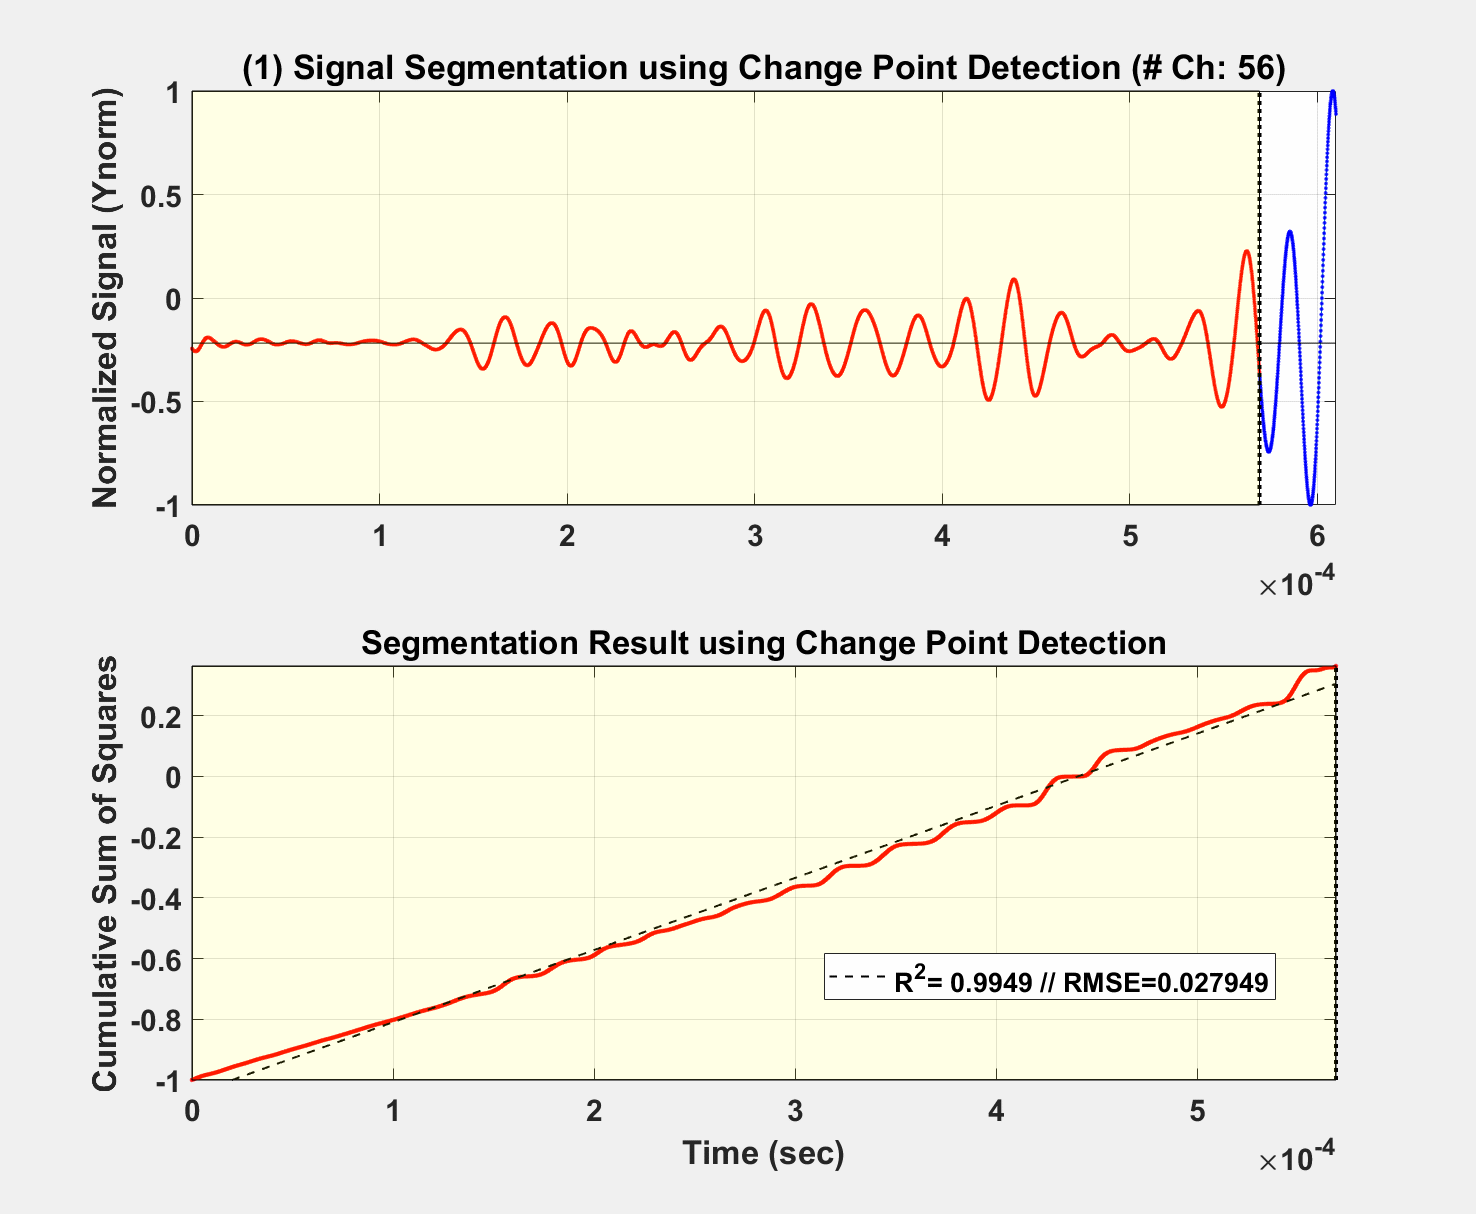 (1) Signal Segmentation using Change Point Detection (# Ch: 56)
Normalized Signal (Ynorm)
1
0.5
0
-0.5
-1
0 1 2 3 4 5 6
×10-4
Segmentation Result using Change Point Detection
Cumulative Sum of Squares
0.2
0
-0.2
-0.4
-0.6
-0.8
-1
R2= 0.9949 // RMSE=0.027949
0 1 2 3 4 5
Time (sec)
×10-4